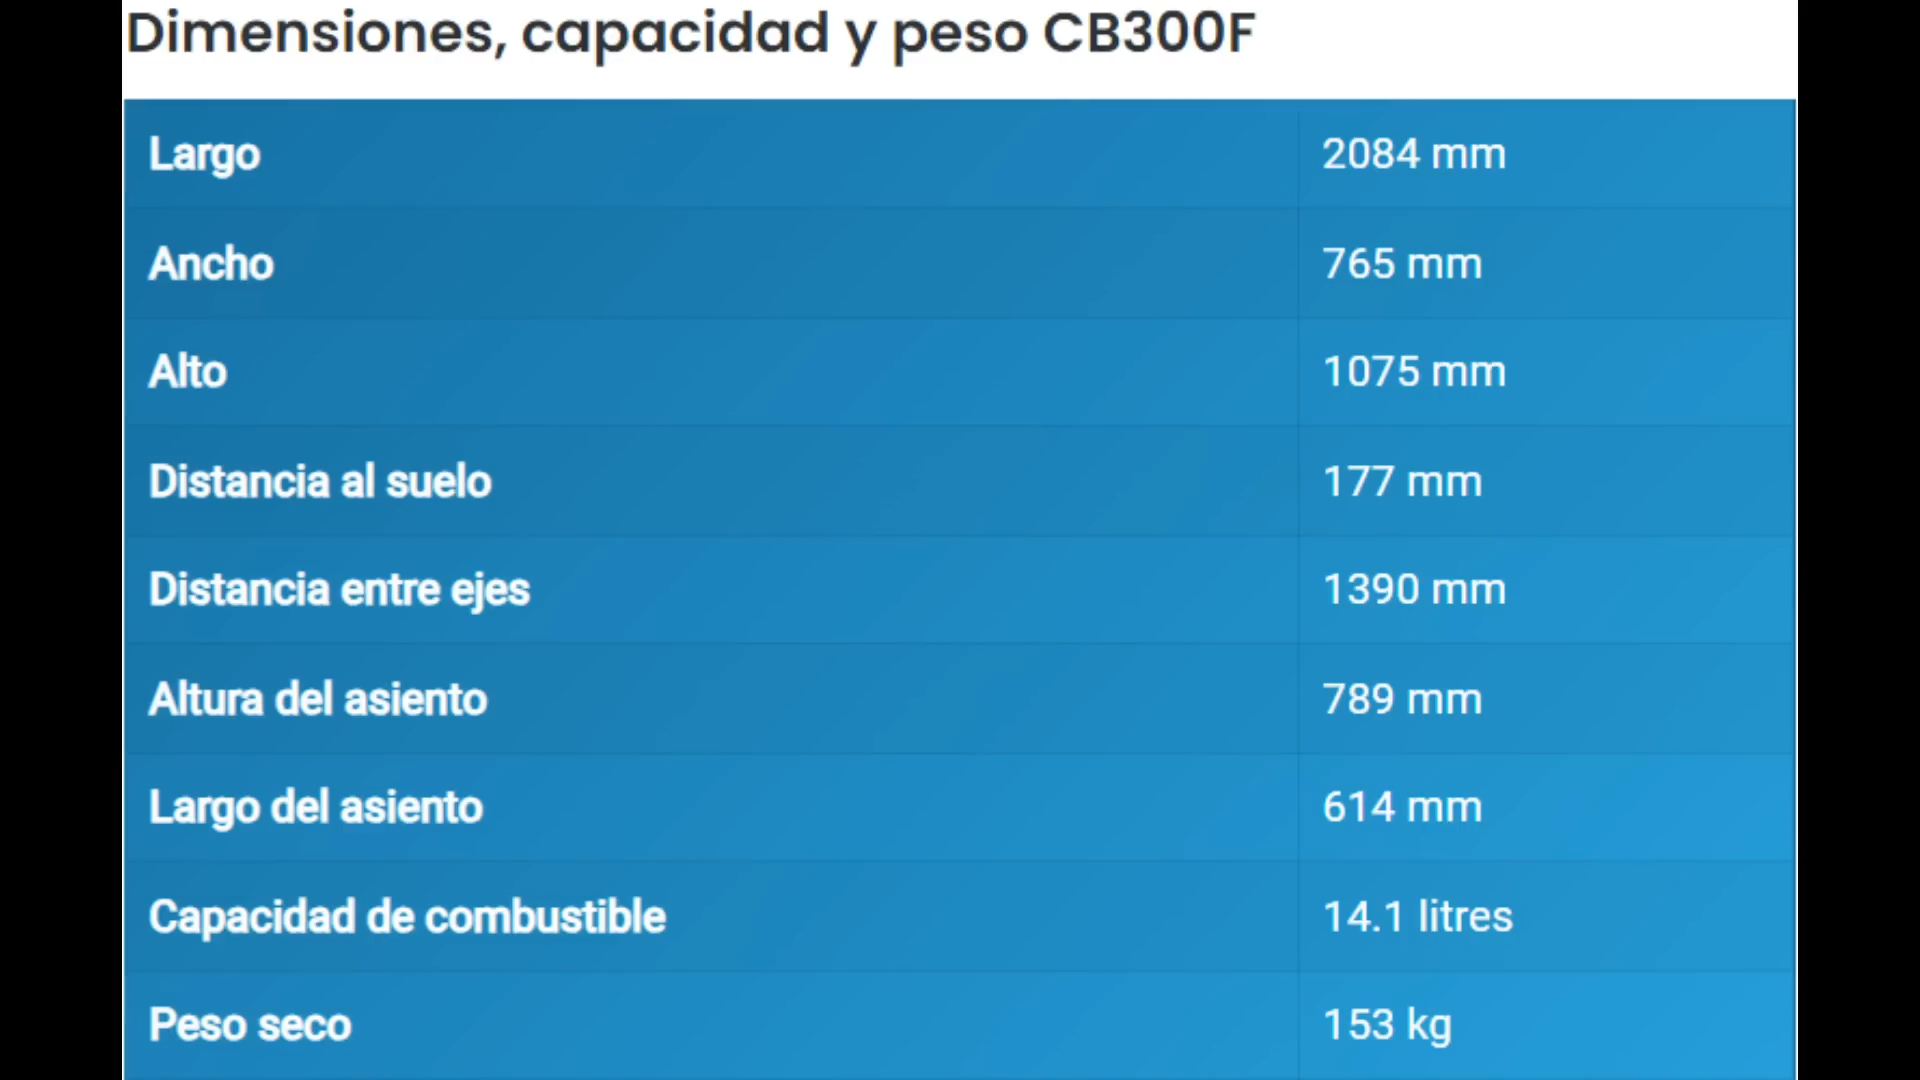 Dimensiones, capacidad y peso CB300F
Largo 2084 mm
Ancho 765 mm
Alto 1075 mm
Distancia al suelo 177 mm
Distancia entre ejes 1390 mm
Altura del asiento 789 mm
Largo del asiento 614 mm
Capacidad de combustible 14.1 litres
Peso seco 153 kg